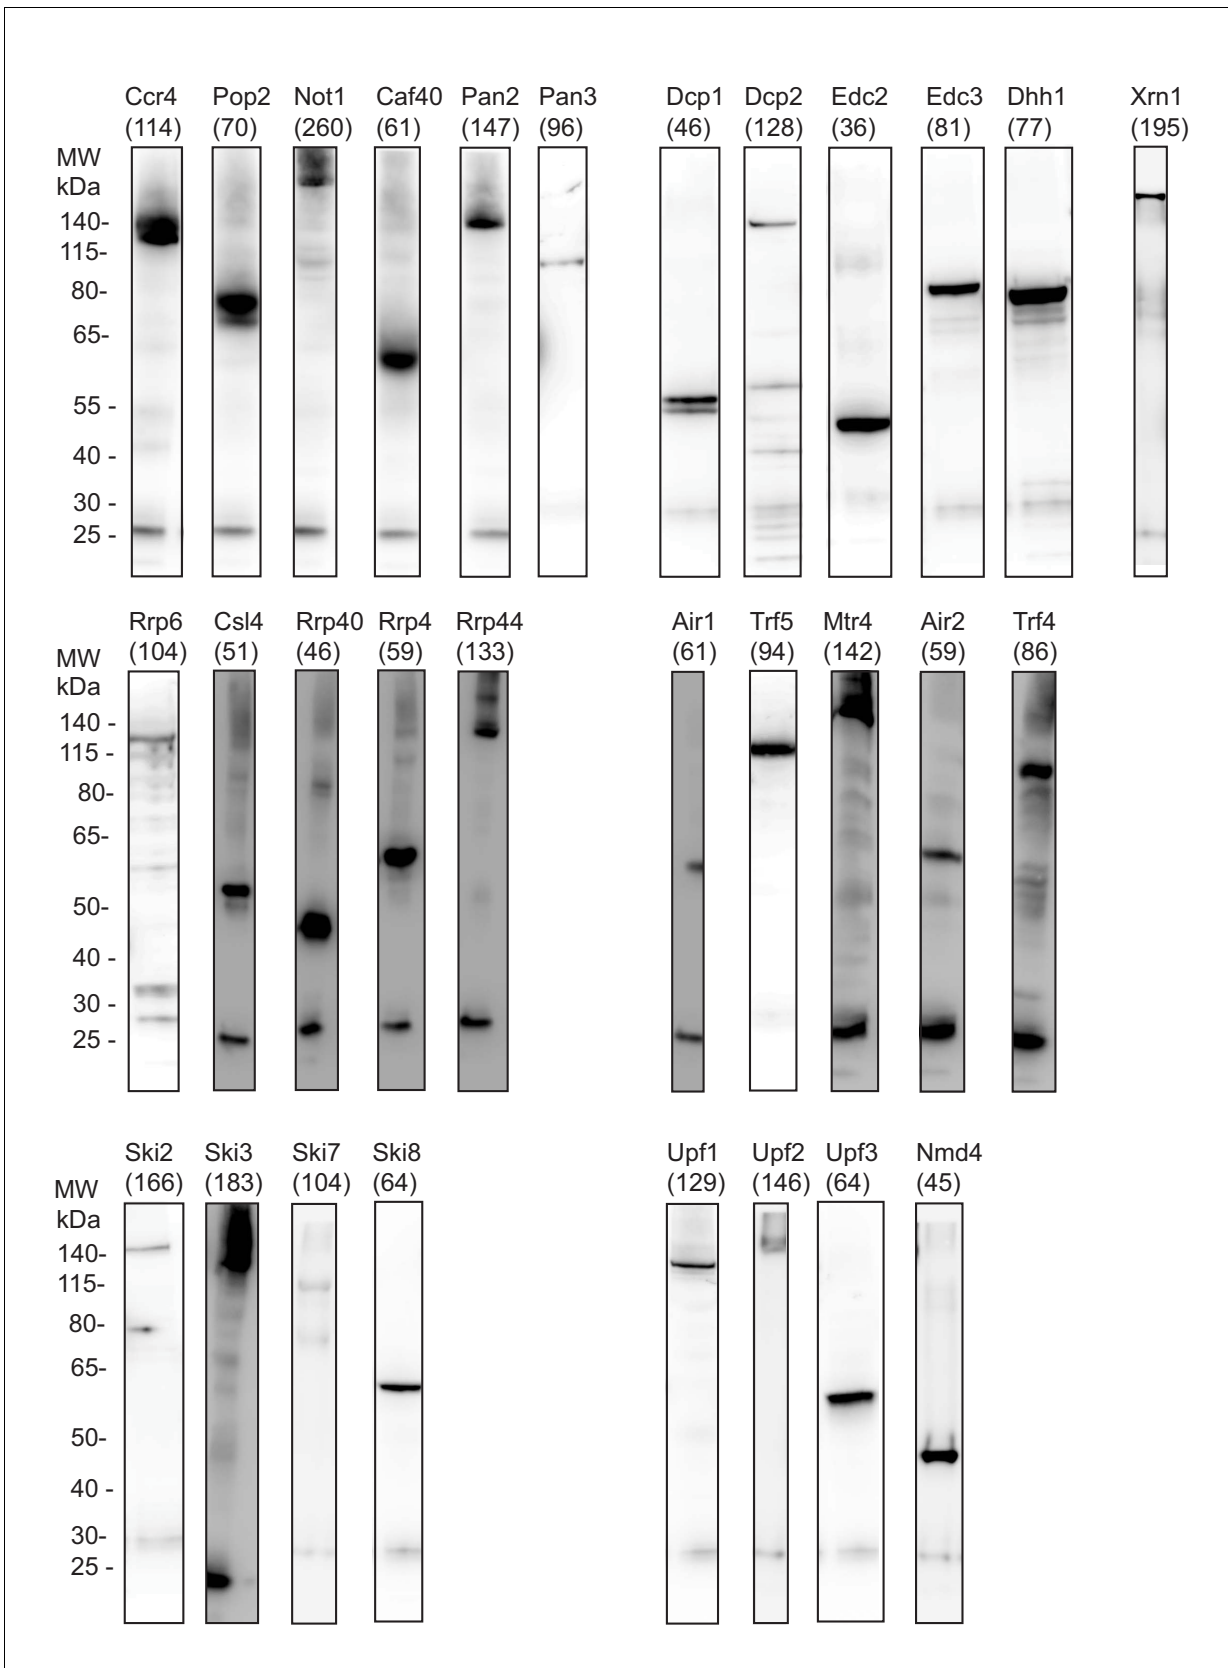 Ccr4 Pop2 Not1 Caf40 Pan2 Pan3 Dcp1 Dcp2 Edc2 Edc3 Dhh1 Xrn1
(114) (70) (260) (61) (147) (96) (46) (128) (36) (81) (77) (195)
MW
kDa
140-
115-
80-
65-
55 -
40 -
30 -
25 -
Rrp6 Csl4 Rrp40 Rrp4 Rrp44 Air1 Trf5 Mtr4 Air2 Trf4
(104) (51) (46) (59) (133) (61) (94) (142) (59) (86)
MW
kDa
140 -
115 -
80-
65-
50-
40 -
30 -
25 -
Ski2 Ski3 Ski7 Ski8 Upf1 Upf2 Upf3 Nmd4
(166) (183) (104) (64) (129) (146) (64) (45)
MW
kDa
140-
115-
80-
65-
50-
40 -
30-
25 -